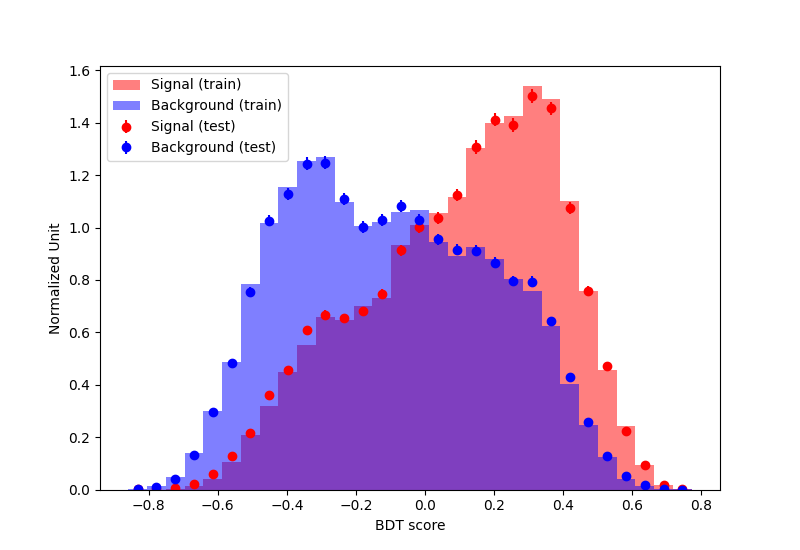 1.6
1.4
1.2
1.0
0.8
0.6
0.4
0.2
0.0
Normalized Unit
Signal (train)
Background (train)
Signal (test)
Background (test)
−0.8 −0.6 −0.4 −0.2 0.0 0.2 0.4 0.6 0.8
BDT score